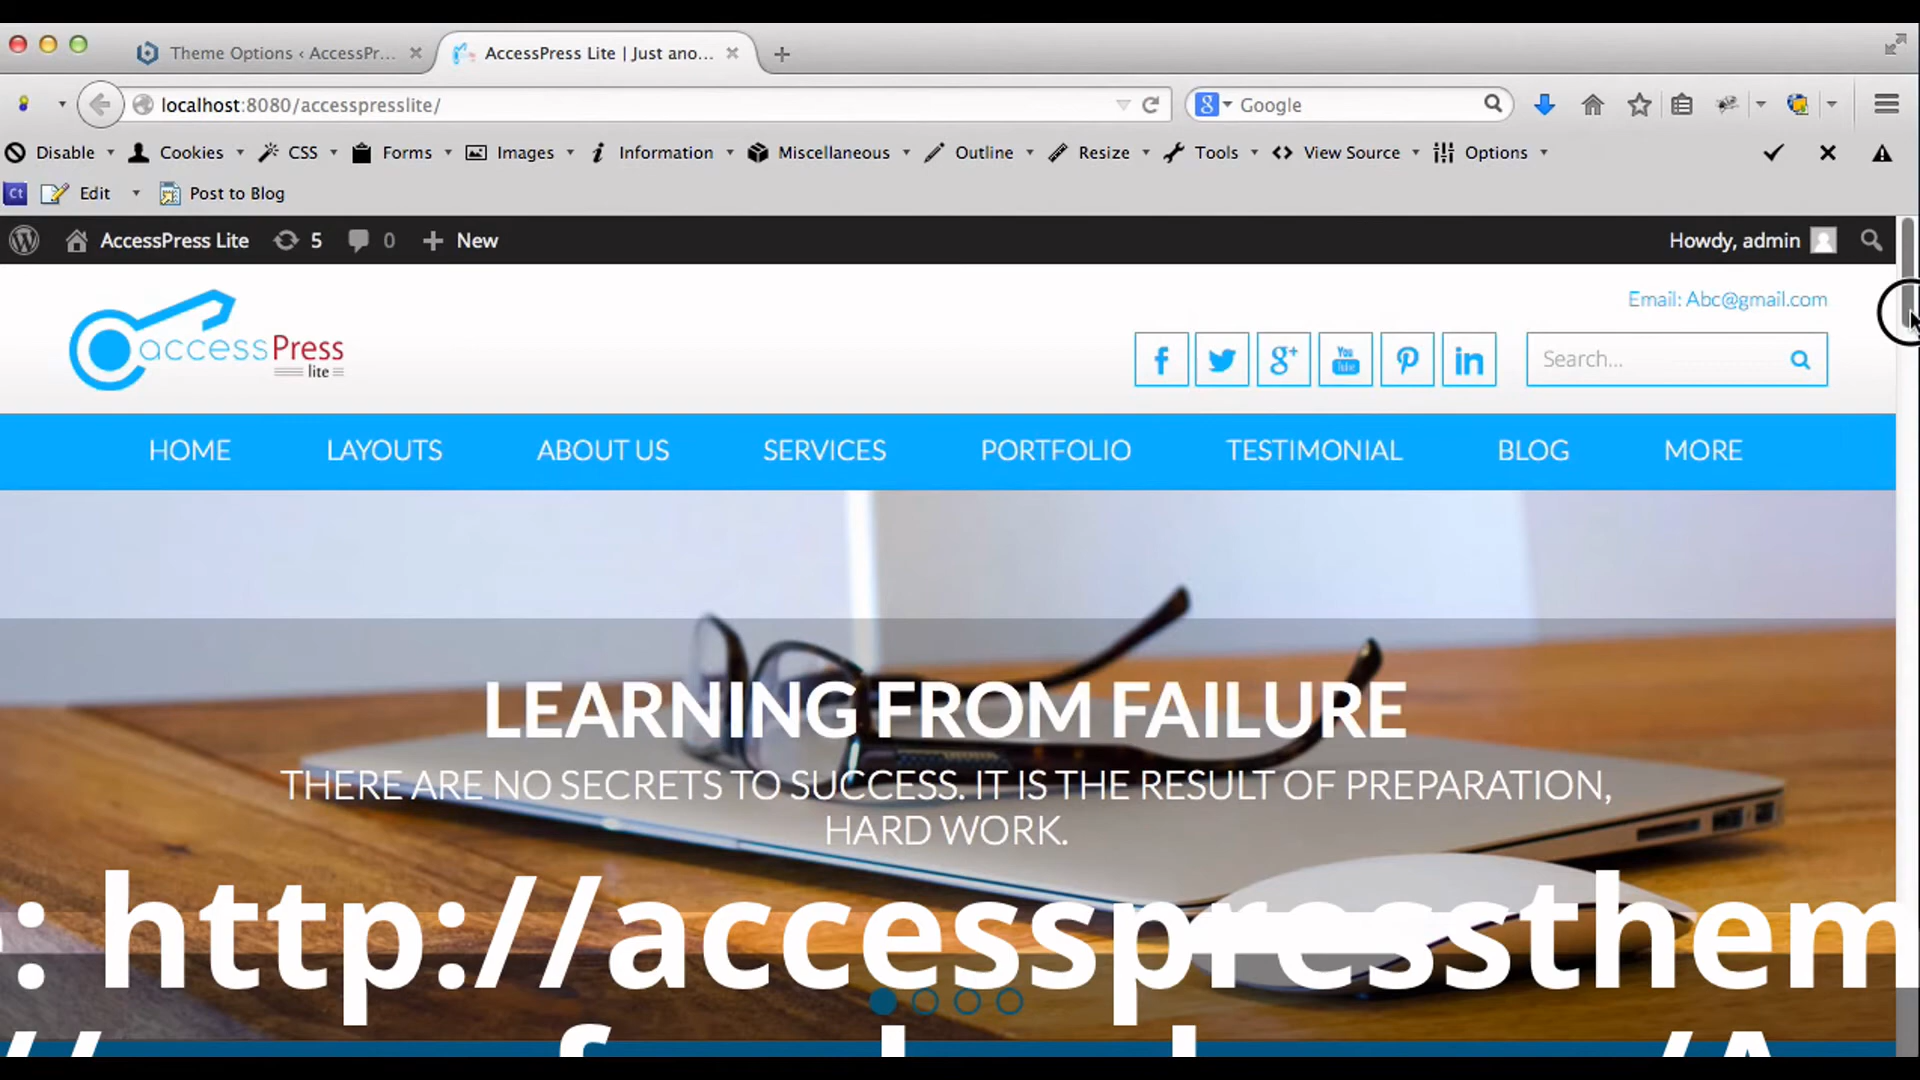 Theme Options ‹ AccessPr...
AccessPress Lite | Just ano...
localhost:8080/accesspresslite/
Google
Disable Cookies CSS Forms Images Information Miscellaneous Outline Resize Tools View Source Options
Ct Edit Post to Blog
AccessPress Lite 5 0 New
Howdy, admin
Email: Abc@gmail.com
accessPress
lite
You
Tube
Search...
HOME LAYOUTS ABOUT US SERVICES PORTFOLIO TESTIMONIAL BLOG MORE
LEARNING FROM FAILURE
THERE ARE NO SECRETS TO SUCCESS. IT IS THE RESULT OF PREPARATION,
HARD WORK.
: http://accesspressthem